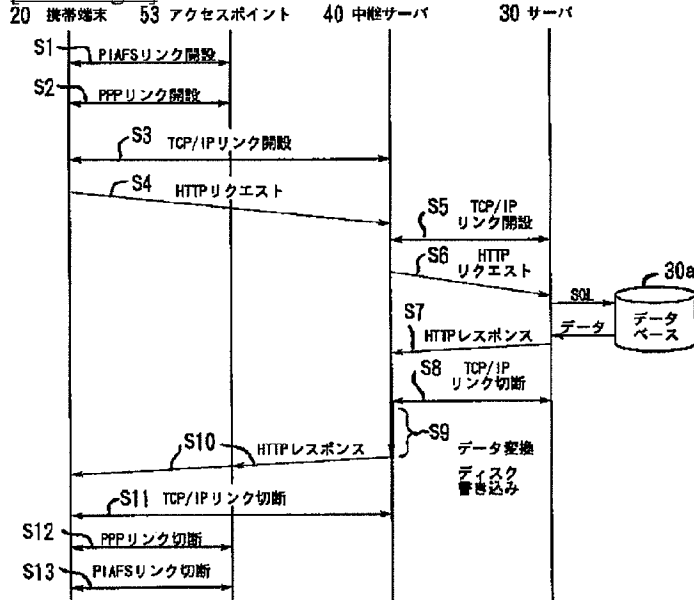 20 携帯端末 53 アクセスポイント 40 中継サーバ 30 サーバ
S1 PIAFSリンク開設
S2 PPPリンク開設
S3 TCP/IPリンク開設
S4 HTTPリクエスト
S5 TCP/IP
リンク開設
S6 HTTP
リクエスト
30a
SQL
データ
ベース
データ
S7 HTTPレスポンス
S8 TCP/IP
リンク切断
S9 データ変換
ディスク
書き込み
S10 HTTPレスポンス
S11 TCP/IPリンク切断
S12 PPPリンク切断
S13 PIAFSリンク切断